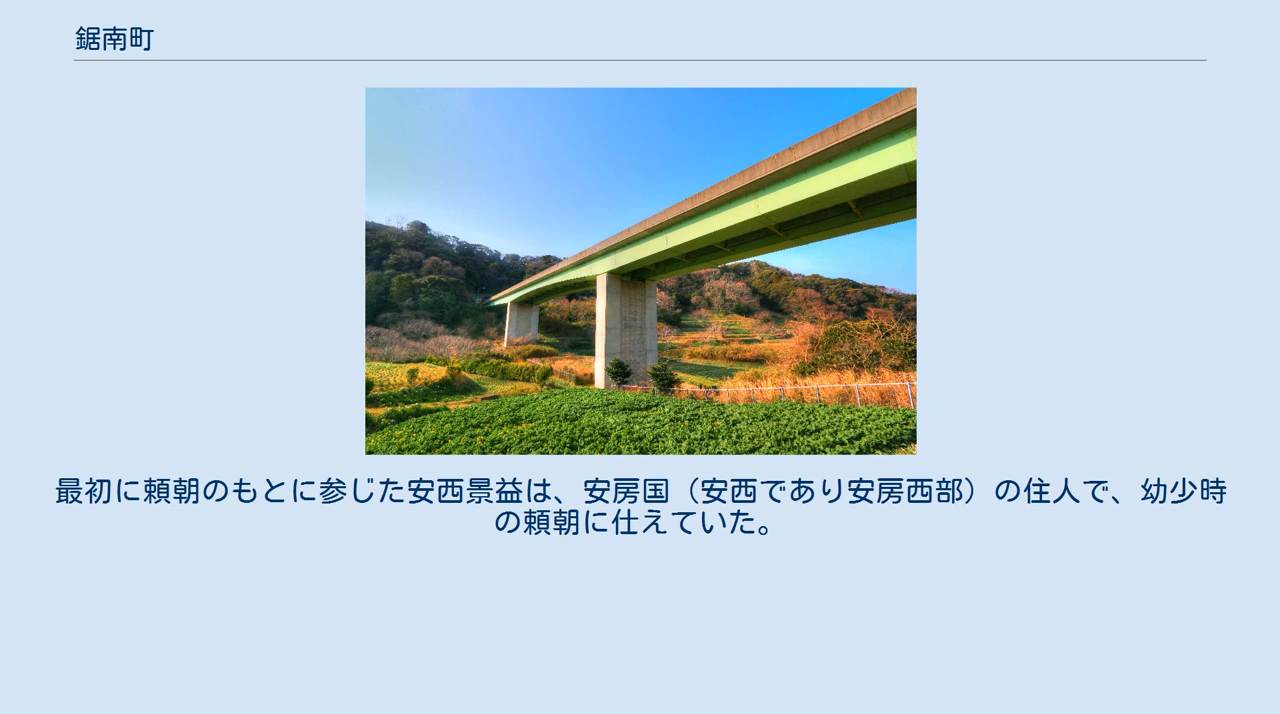 鋸南町
最初に頼朝のもとに参じた安西景益は、安房国（安西であり安房西部）の住人で、幼少時
の頼朝に仕えていた。